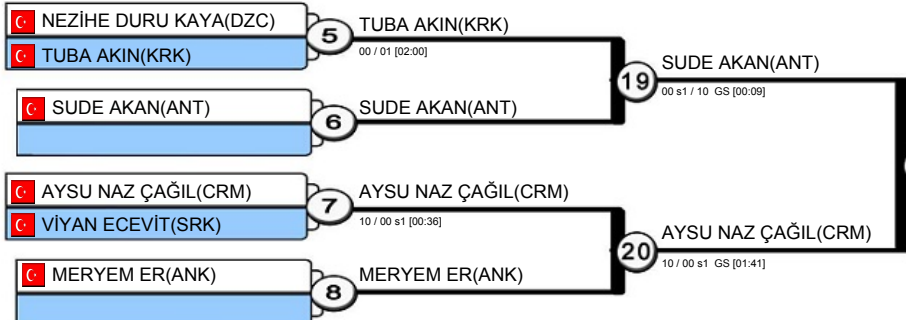 NEZİHE DURU KAYA(DZC)
TUBA AKIN(KRK)
5
TUBA AKIN(KRK)
00 / 01 [02:00]
SUDE AKAN(ANT)
6
SUDE AKAN(ANT)
19
SUDE AKAN(ANT)
00 s1 / 10 GS [00:09]
AYSU NAZ ÇAĞIL(CRM)
VİYAN ECEVİT(SRK)
7
AYSU NAZ ÇAĞIL(CRM)
10 / 00 s1 [00:36]
MERYEM ER(ANK)
8
MERYEM ER(ANK)
20
AYSU NAZ ÇAĞIL(CRM)
10 / 00 s1 GS [01:41]